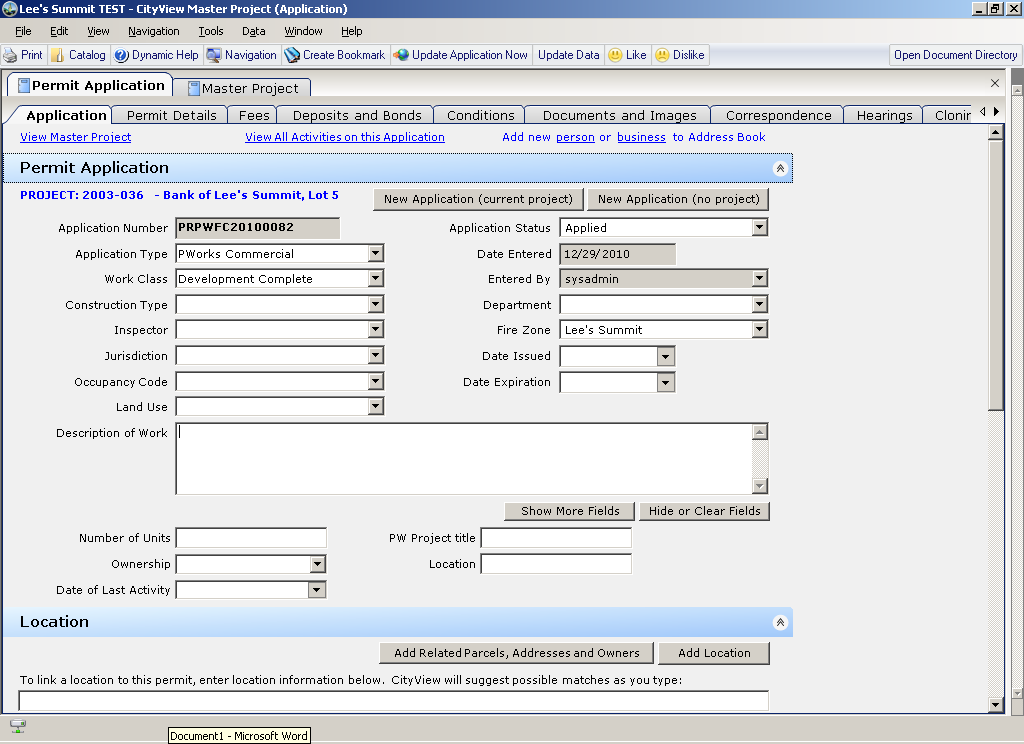 Lee's Summit TEST - CityView Master Project (Application)
File Edit View Navigation Tools Data Window Help
Print Catalog Dynamic Help Navigation Create Bookmark Update Application Now Update Data Like Dislike Open Document Directory
Permit Application Master Project
Application Permit Details Fees Deposits and Bonds Conditions Documents and Images Correspondence Hearings Clonir
View Master Project View All Activities on this Application Add new person or business to Address Book
Permit Application
PROJECT: 2003-036 - Bank of Lee's Summit, Lot 5 New Application (current project) New Application (no project)
Application Number PRPWFC20100082 Application Status Applied
Application Type PWorks Commercial Date Entered 12/29/2010
Work Class Development Complete Entered By sysadmin
Construction Type Department
Inspector Fire Zone Lee's Summit
Jurisdiction Date Issued
Occupancy Code Date Expiration
Land Use
Description of Work
Show More Fields Hide or Clear Fields
Number of Units PW Project title
Ownership Location
Date of Last Activity
Location
Add Related Parcels, Addresses and Owners Add Location
To link a location to this permit, enter location information below. CityView will suggest possible matches as you type:
Document1 - Microsoft Word